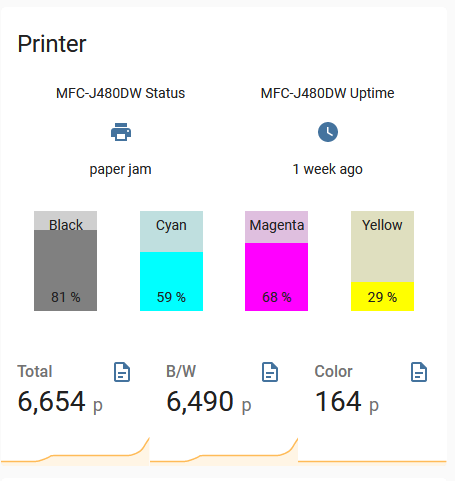 Printer
MFC-J480DW Status MFC-J480DW Uptime
paper jam 1 week ago
Black Cyan Magenta Yellow
81 % 59 % 68 % 29 %
Total B/W Color
6,654 p 6,490 p 164 p